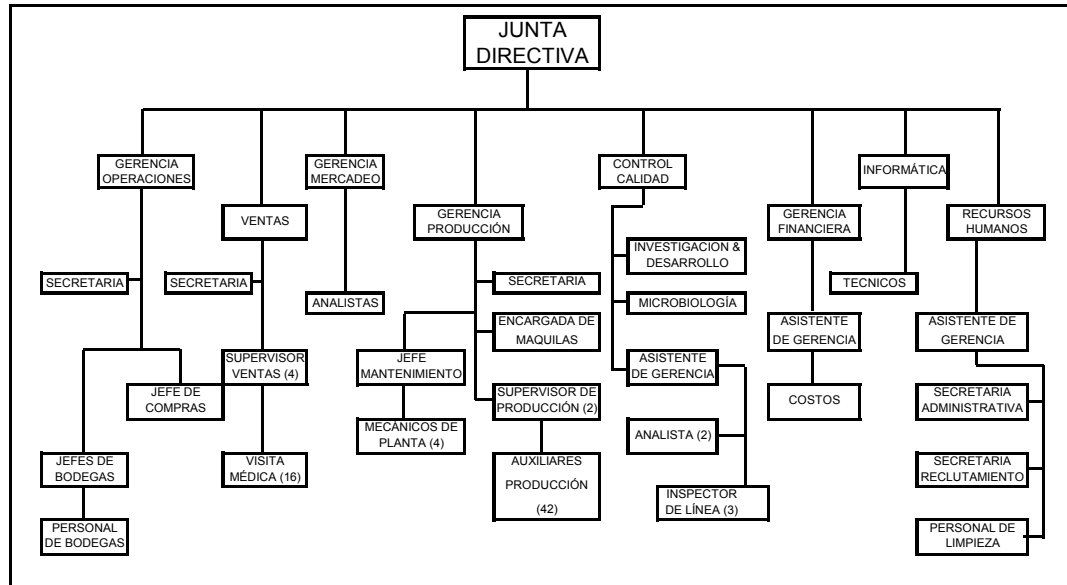 JUNTA
DIRECTIVA
GERENCIA
OPERACIONES
GERENCIA
MERCADEO
CONTROL
CALIDAD
INFORMÁTICA
VENTAS
GERENCIA
PRODUCCIÓN
GERENCIA
FINANCIERA
RECURSOS
HUMANOS
INVESTIGACION &
DESARROLLO
SECRETARIA
SECRETARIA
SECRETARIA
TECNICOS
ANALISTAS
MICROBIOLOGÍA
ENCARGADA DE
MAQUILAS
ASISTENTE
DE GERENCIA
ASISTENTE DE
GERENCIA
SUPERVISOR
VENTAS (4)
JEFE
MANTENIMIENTO
ASISTENTE
DE GERENCIA
JEFE DE
COMPRAS
SUPERVISOR DE
PRODUCCIÓN (2)
COSTOS
SECRETARIA
ADMINISTRATIVA
MECÁNICOS DE
PLANTA (4)
ANALISTA (2)
JEFES DE
BODEGAS
VISITA
MÉDICA (16)
AUXILIARES
PRODUCCIÓN
(42)
SECRETARIA
RECLUTAMIENTO
INSPECTOR
DE LÍNEA (3)
PERSONAL
DE BODEGAS
PERSONAL DE
LIMPIEZA